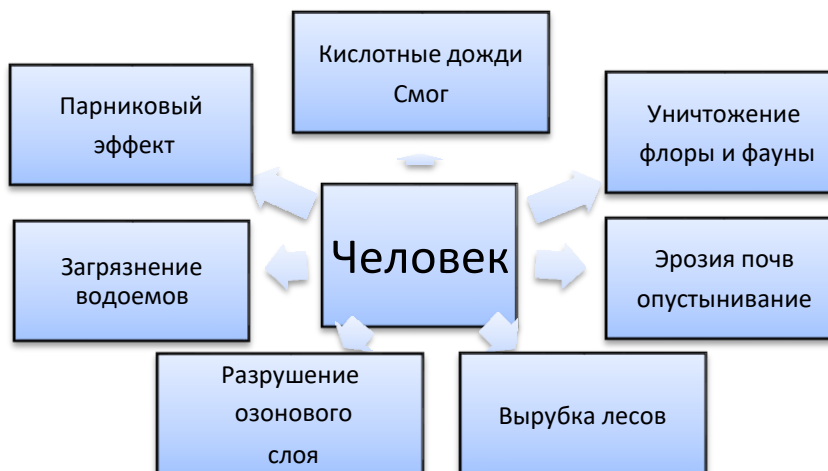 Кислотные дожди
Смог
Парниковый
эффект
Уничтожение
флоры и фауны
Человек
Загрязнение
водоемов
Эрозия почв
опустынивание
Разрушение
озонового
слоя
Вырубка лесов